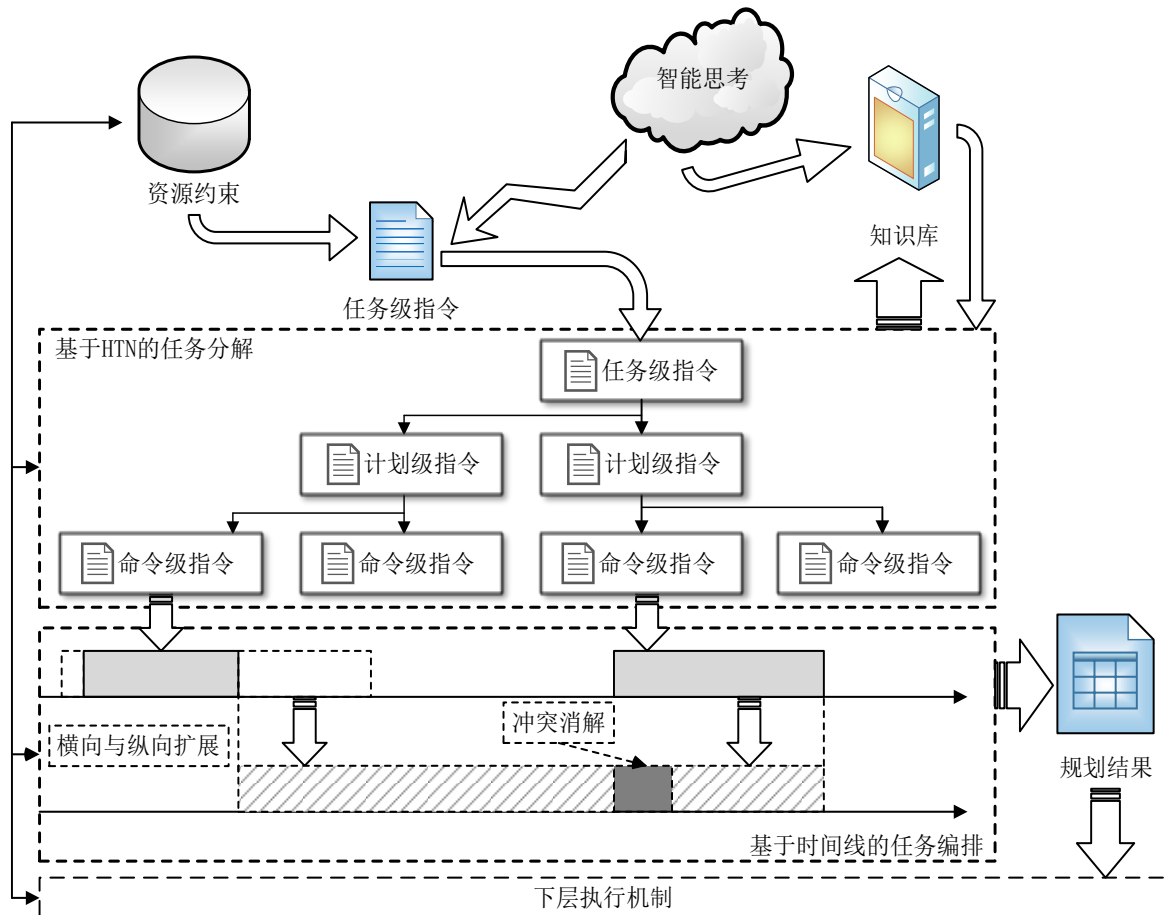 智能思考
资源约束
知识库
任务级指令
基于HTN的任务分解
任务级指令
计划级指令
计划级指令
命令级指令
命令级指令
命令级指令
命令级指令
冲突消解
横向与纵向扩展
规划结果
基于时间线的任务编排
下层执行机制